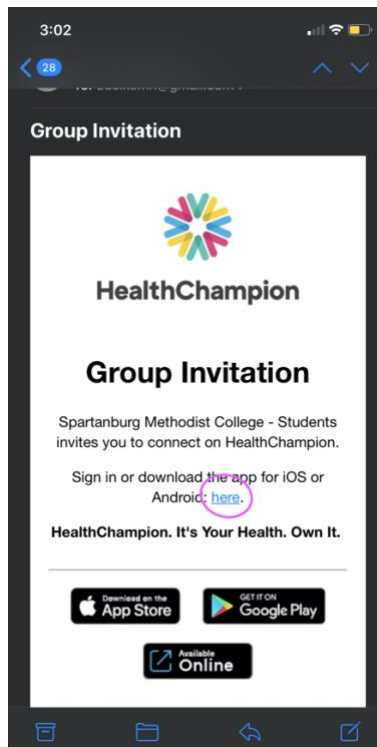 3:02
28
Group Invitation
HealthChampion
Group Invitation
Spartanburg Methodist College - Students
invites you to connect on HealthChampion.
Sign in or download the app for iOS or
Android: here.
HealthChampion. It's Your Health. Own It.
Download on the
App Store
GET IT ON
Google Play
Available
Online